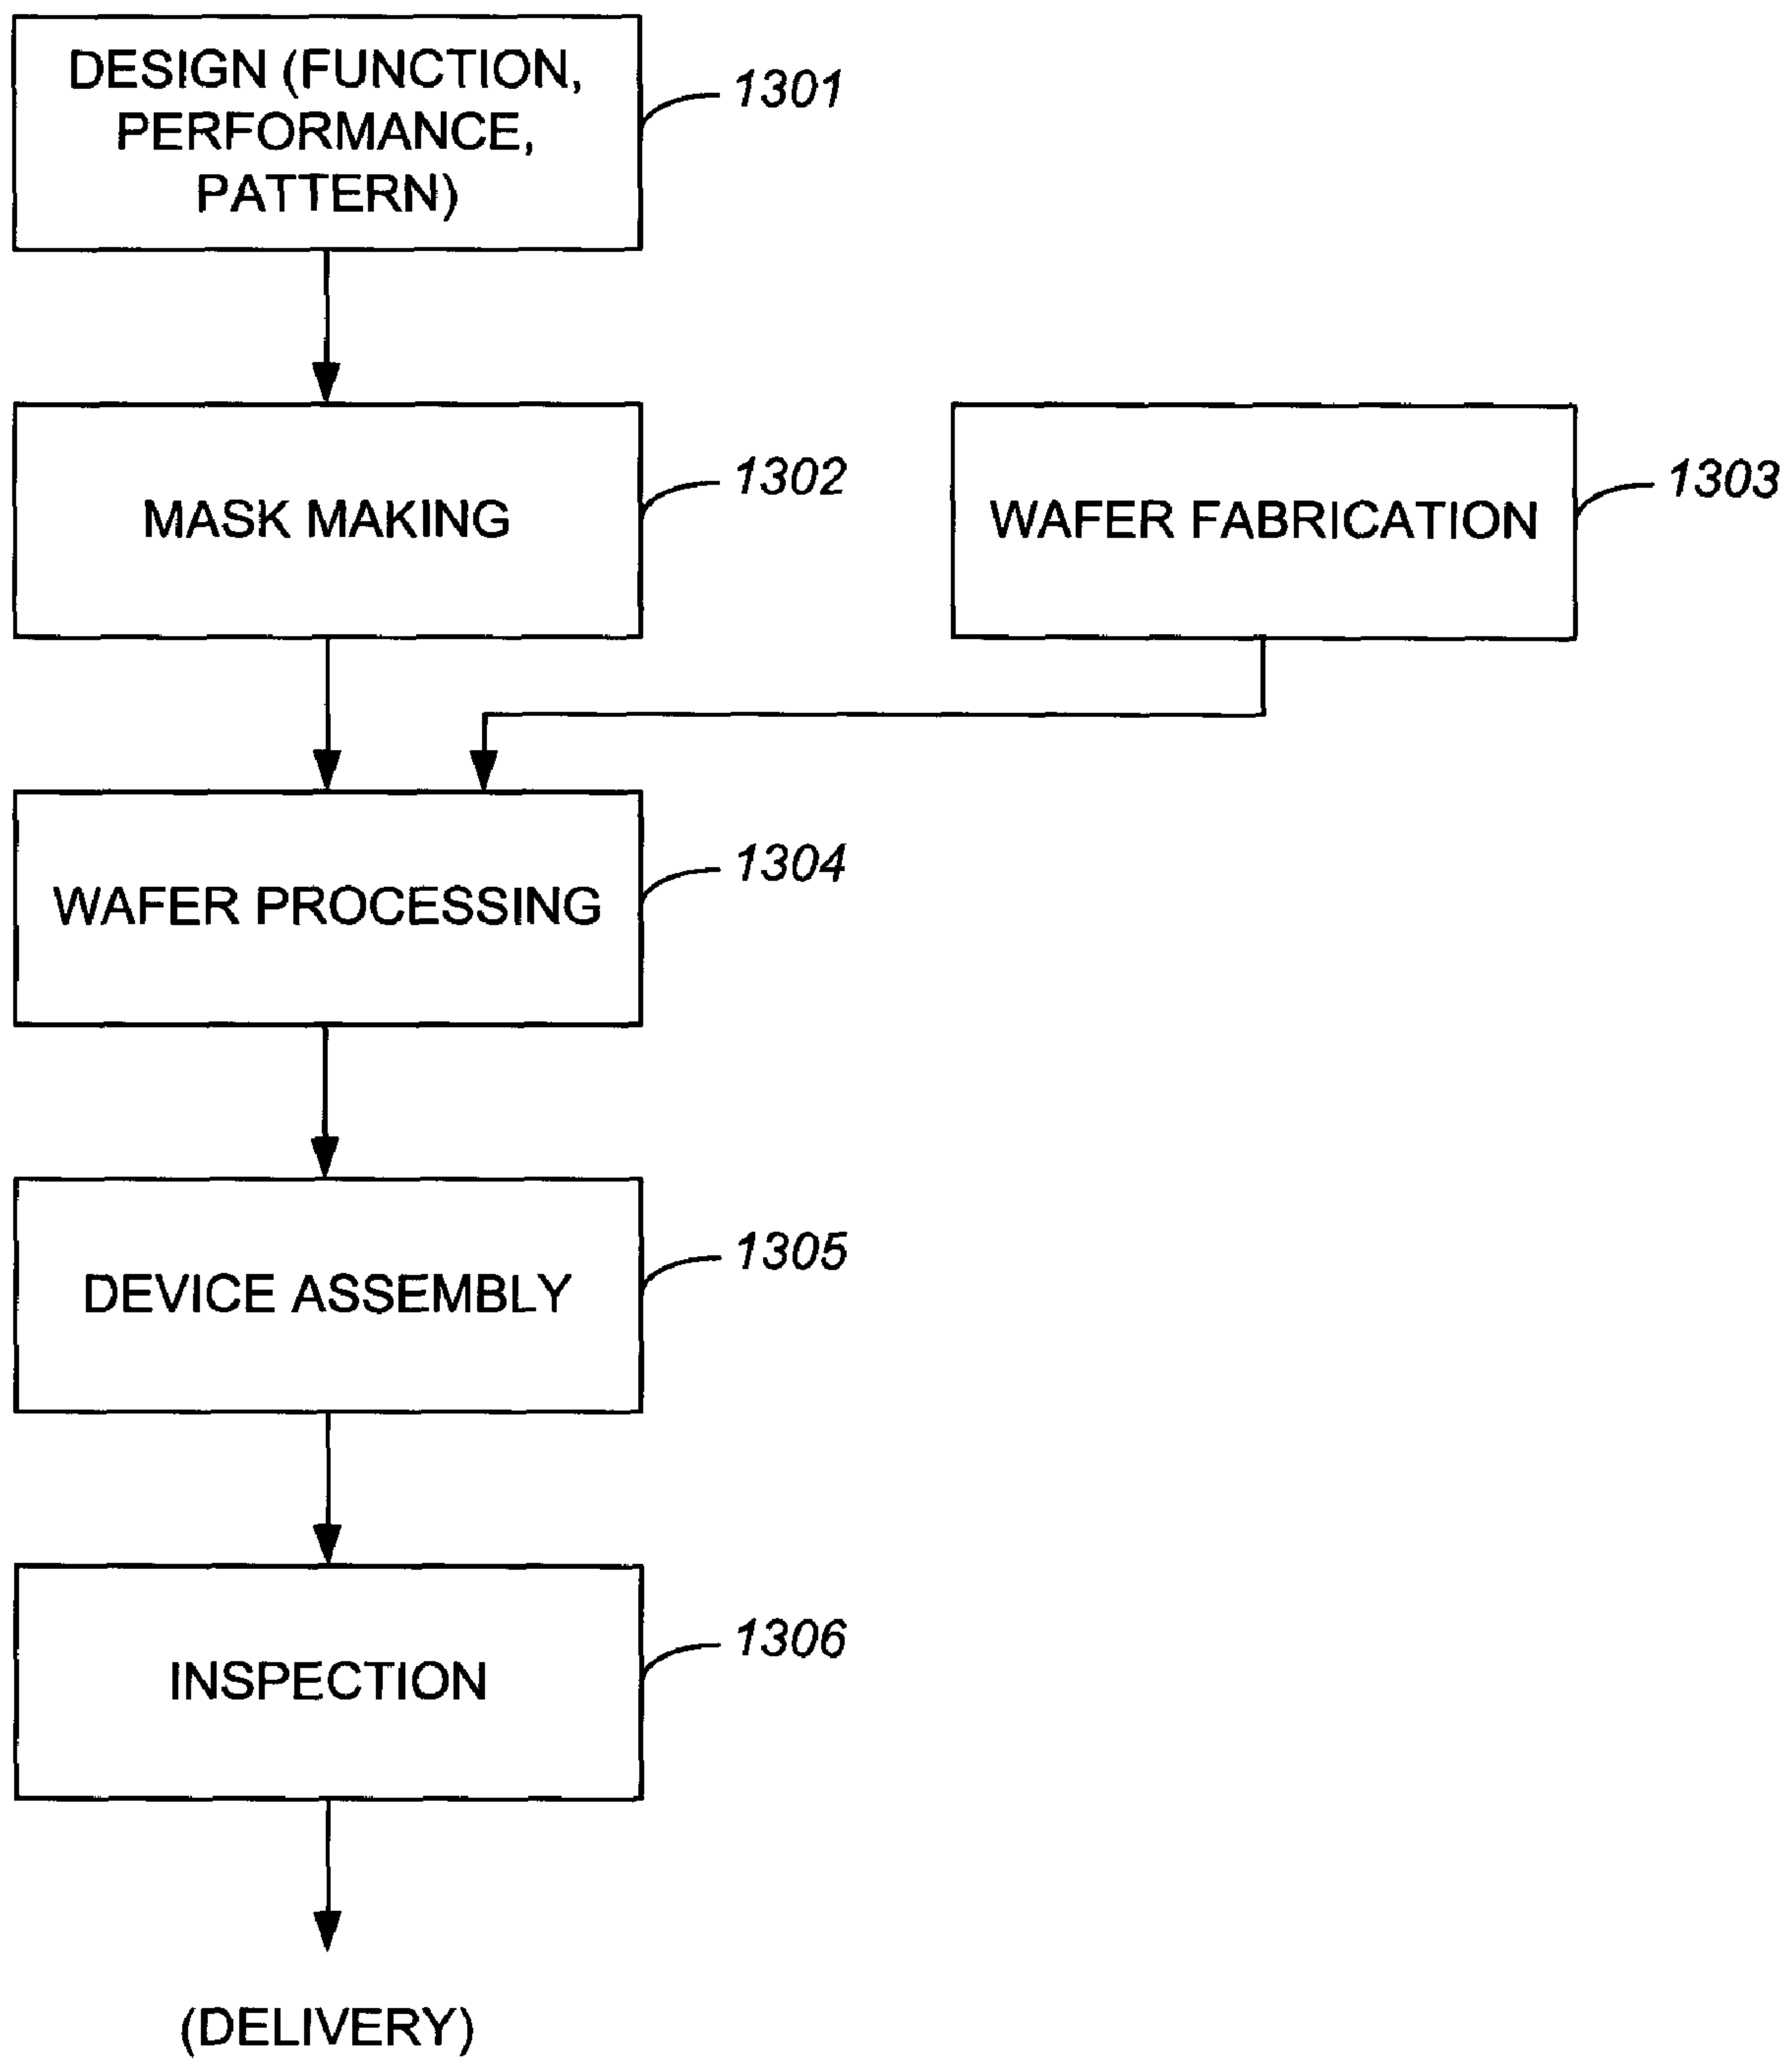 DESIGN (FUNCTION,
PERFORMANCE,
PATTERN)
1301
MASK MAKING
1302
WAFER FABRICATION
1303
WAFER PROCESSING
1304
DEVICE ASSEMBLY
1305
INSPECTION
1306
(DELIVERY)